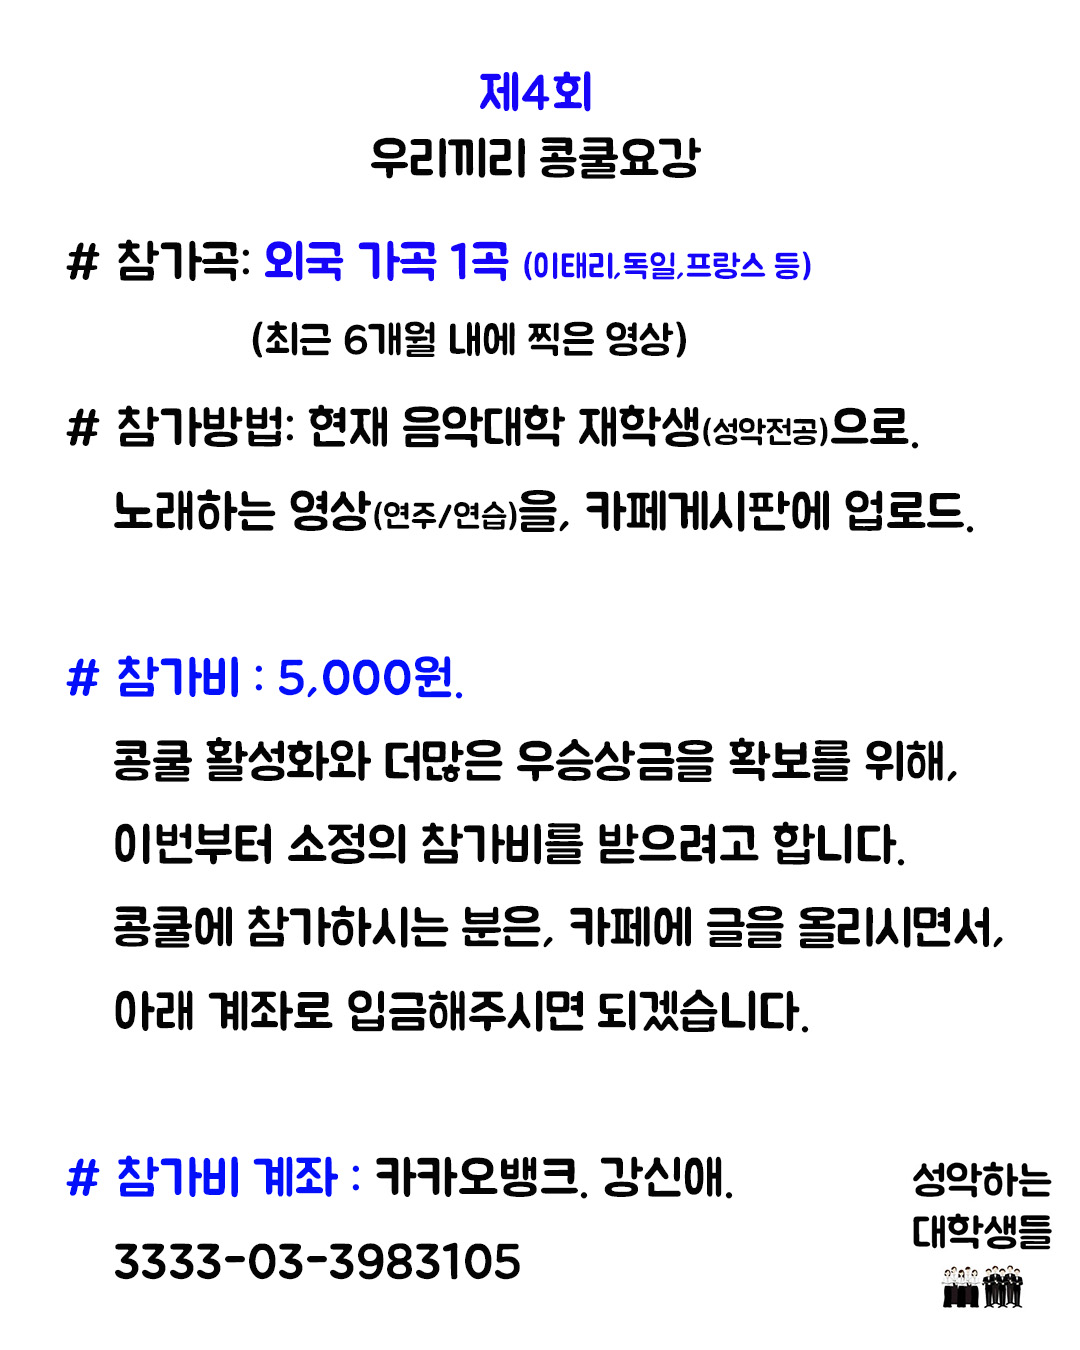 제4회
우리끼리 콩쿨요강
# 참가곡: 외국 가곡 1곡 (이태리,독일,프랑스 등)
(최근 6개월 내에 찍은 영상)
# 참가방법: 현재 음악대학 재학생(성악전공)으로.
노래하는 영상(연주/연습)을, 카페게시판에 업로드.
# 참가비 : 5,000원.
콩쿨 활성화와 더많은 우승상금을 확보를 위해,
이번부터 소정의 참가비를 받으려고 합니다.
콩쿨에 참가하시는 분은, 카페에 글을 올리시면서,
아래 계좌로 입금해주시면 되겠습니다.
# 참가비 계좌 : 카카오뱅크. 강신애.
3333-03-3983105
성악하는
대학생들